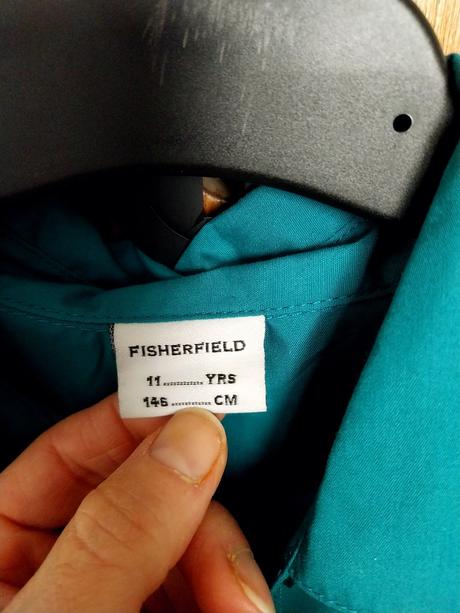 FISHERFIELD
11............ YRS
146............ CM